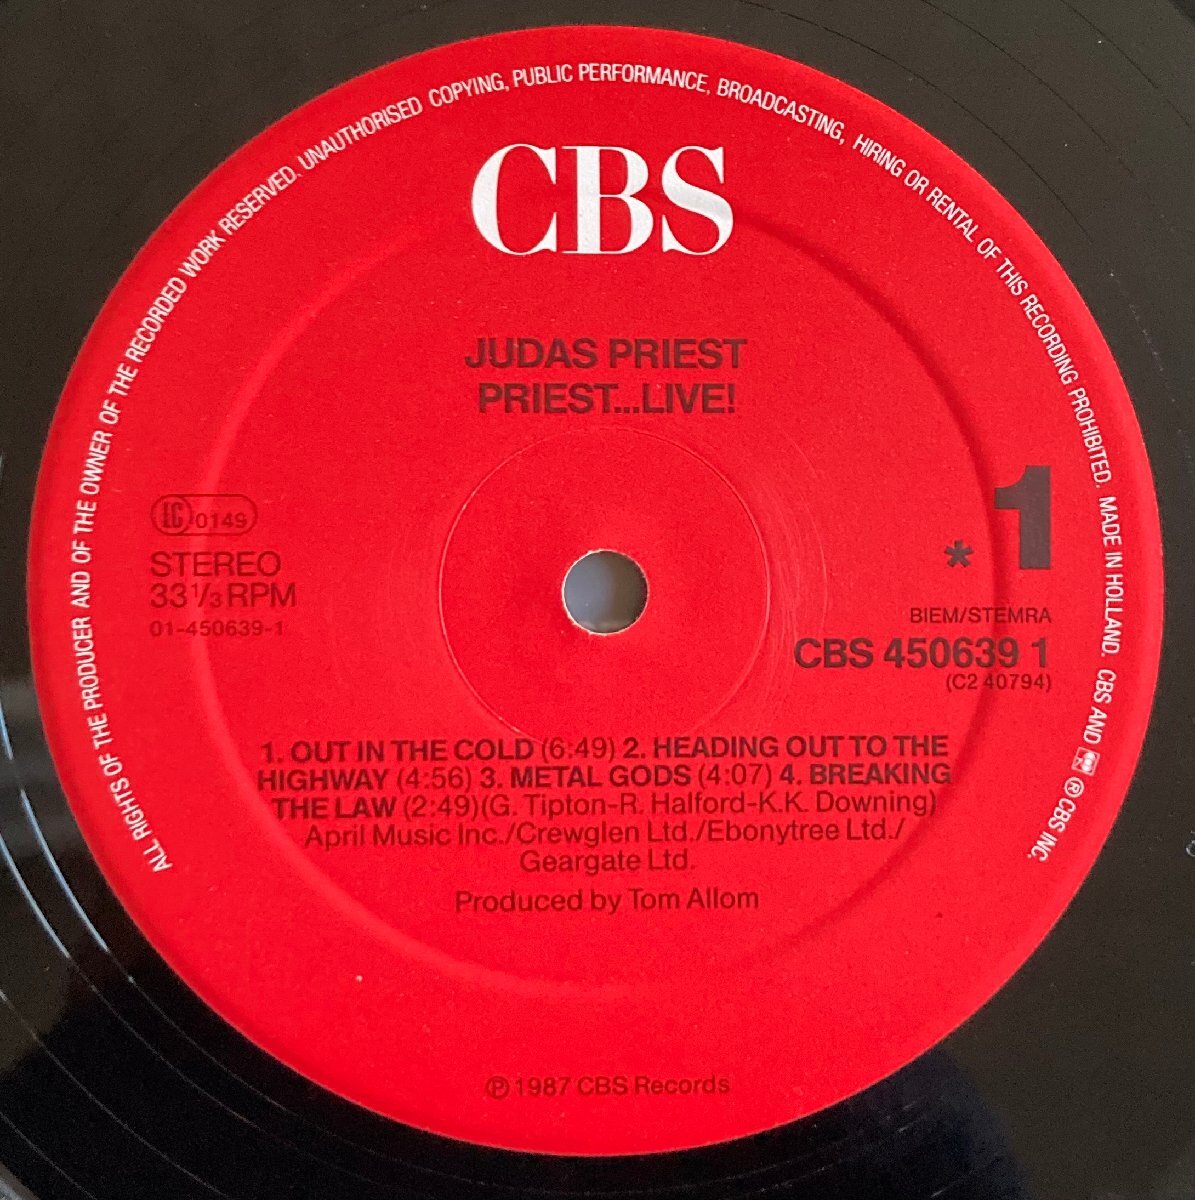 ALL RIGHTS OF THE PRODUCER AND OF THE OWNER OF THE RECORDED WORK RESERVED. UNAUTHORISED COPYING, PUBLIC PERFORMANCE, BROADCASTING, HIRING OR RENTAL OF THIS RECORDING PROHIBITED. MADE IN HOLLAND. CBS AND ℗ CBS INC.
CBS
JUDAS PRIEST
PRIEST...LIVE!
LC 0149
STEREO
33 1/3 RPM
01-450639-1
* 1
BIEM/STEMRA
CBS 450639 1
(C2 40794)
1. OUT IN THE COLD (6:49) 2. HEADING OUT TO THE
HIGHWAY (4:56) 3. METAL GODS (4:07) 4. BREAKING
THE LAW (2:49)(G. Tipton-R. Halford-K.K. Downing)
April Music Inc./Crewglen Ltd./Ebonytree Ltd./
Geargate Ltd.
Produced by Tom Allom
℗ 1987 CBS Records